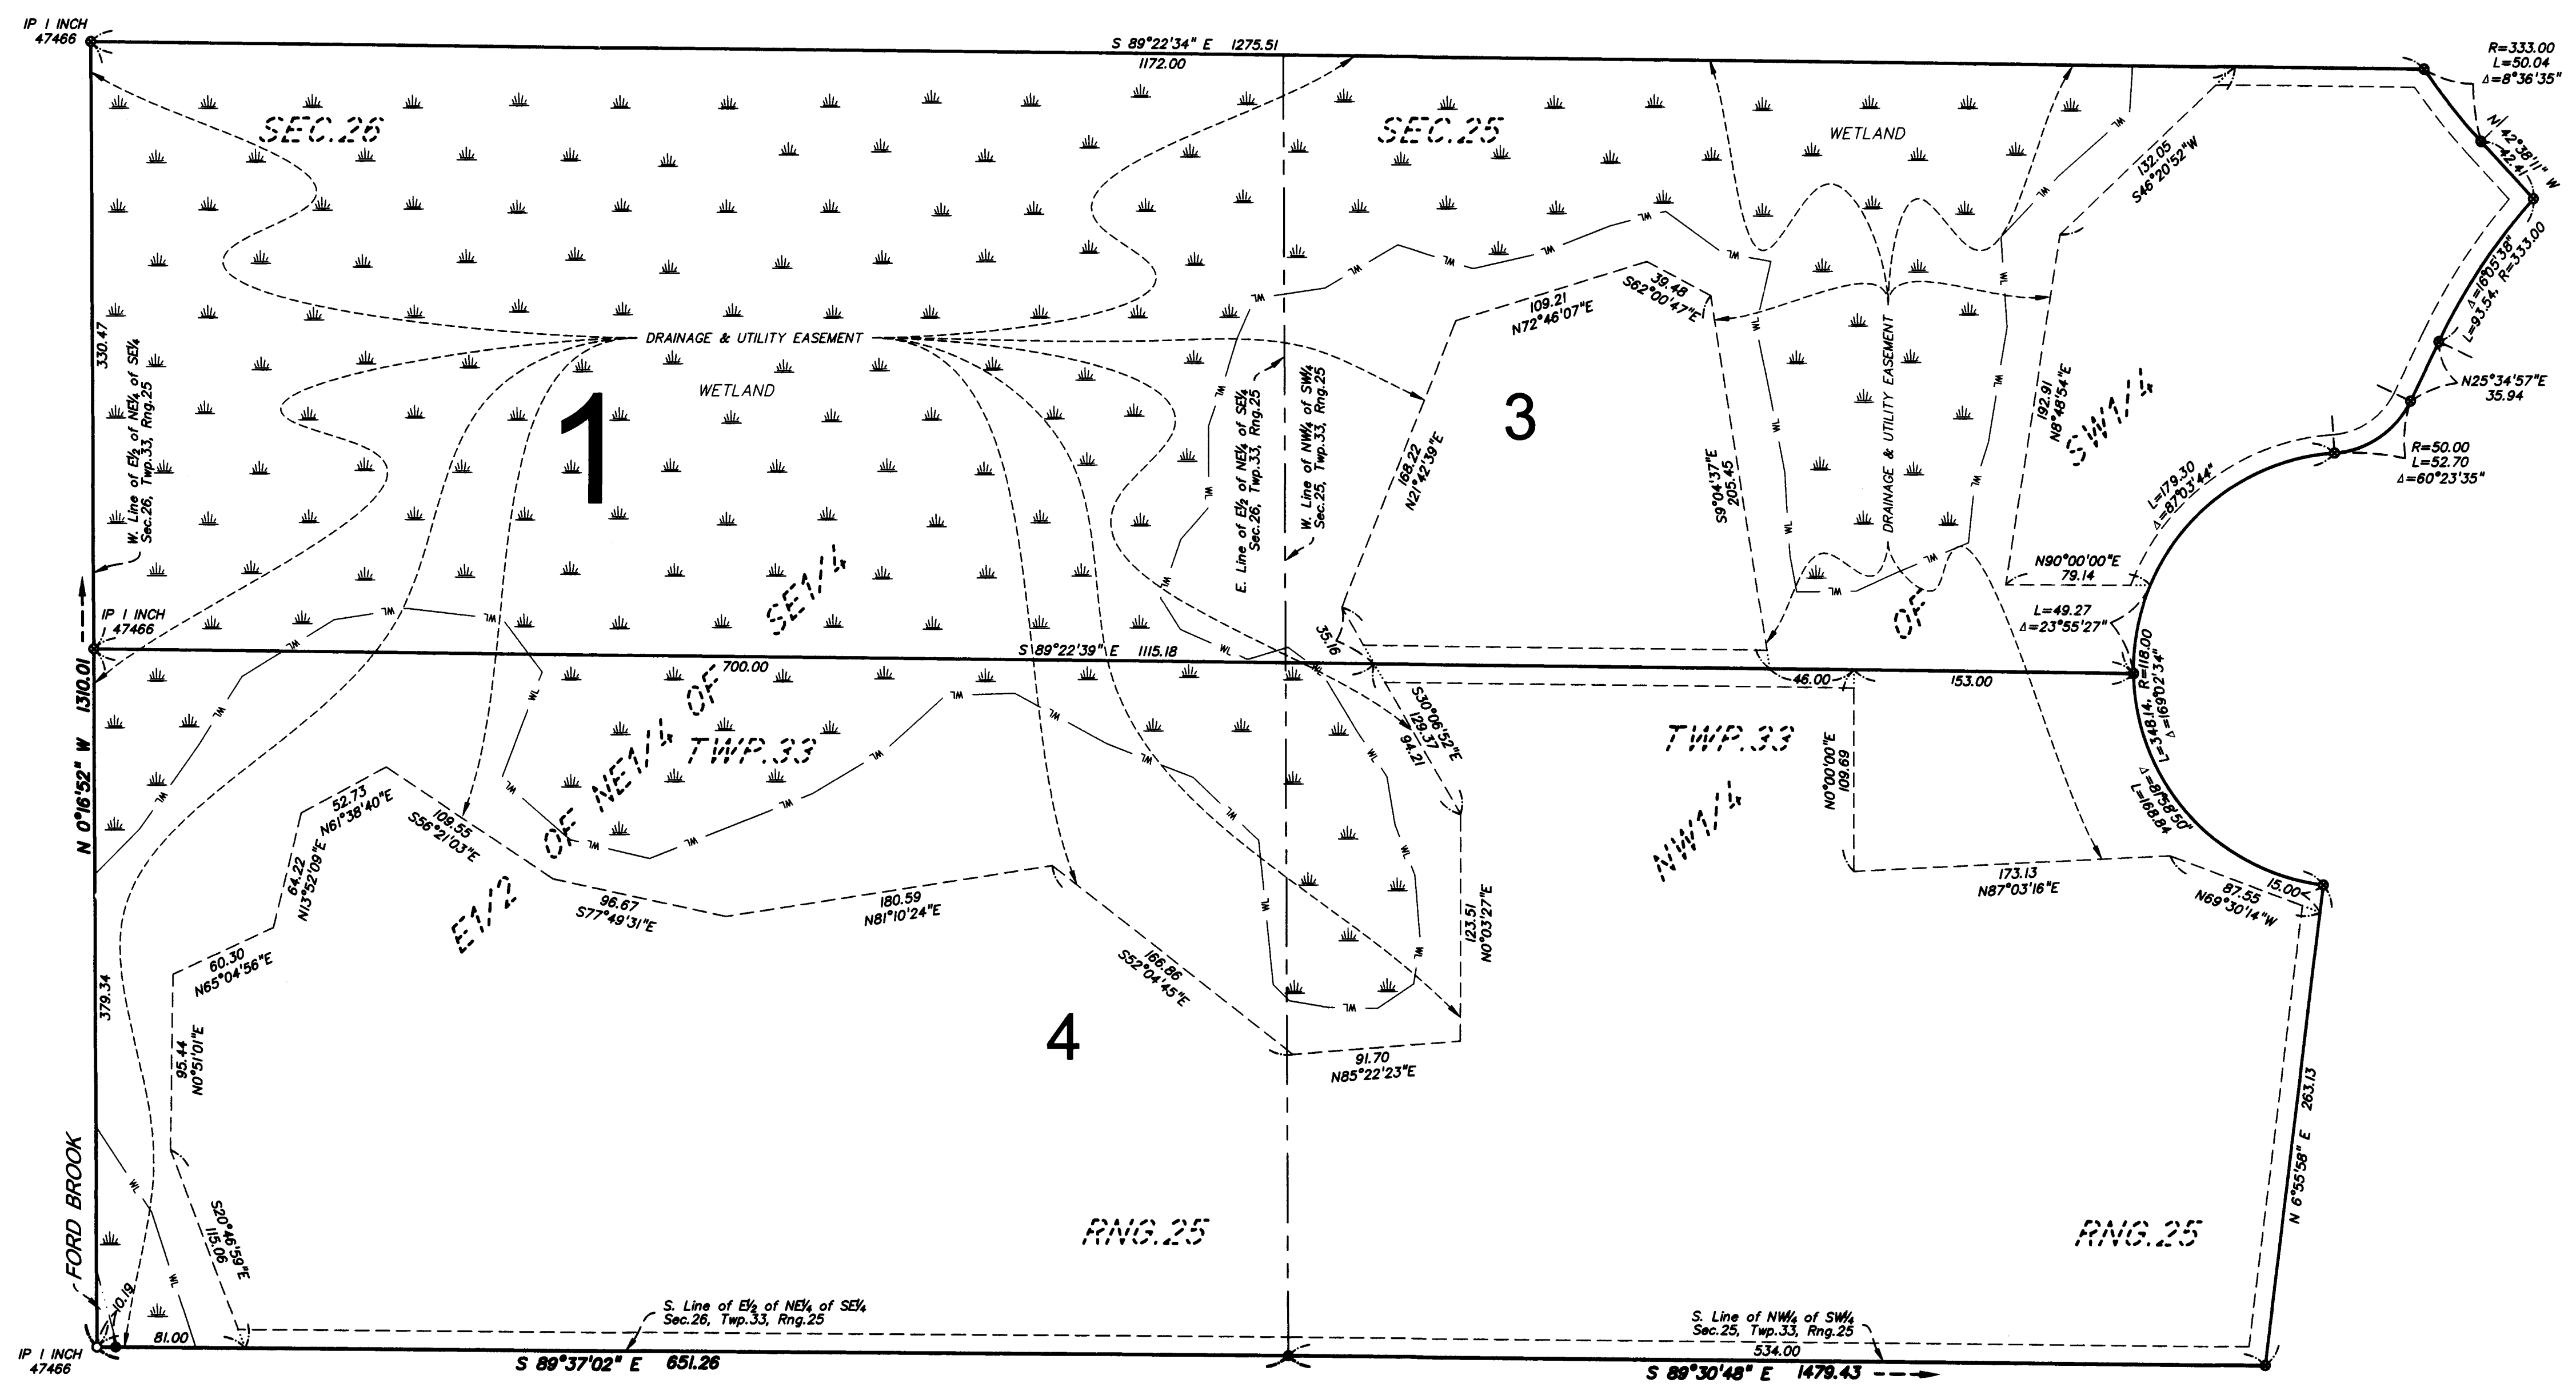 IP 1 INCH
47466
S 89°22'34" E 1275.51
1172.00
R=333.00
L=50.04
Δ=8°36'35"
SEC.26
SEC.25
WETLAND
N 42°38'11" W
42.41
132.05
S46°20'52"W
Δ=16°05'38"
L=93.54, R=333.00
39.48
S62°00'47"E
109.21
N72°46'07"E
330.47
W. Line of E½ of NE¼ of SE¼
Sec.26, Twp.33, Rng.25
DRAINAGE & UTILITY EASEMENT
WETLAND
1
E. Line of E½ of NE¼ of SE¼
Sec.26, Twp.33, Rng.25
W. Line of NW¼ of SW¼
Sec.25, Twp.33, Rng.25
168.22
N21°42'39"E
3
S9°04'37"E
205.45
DRAINAGE & UTILITY EASEMENT
192.91
N8°48'54"E
SW1/4
N25°34'57"E
35.94
R=50.00
L=52.70
Δ=60°23'35"
L=179.30
Δ=87°03'44"
N90°00'00"E
79.14
L=49.27
Δ=23°55'27"
OF
SE1/4
IP 1 INCH
47466
35.16
S 89°22'39" E 1115.18
700.00
46.00
153.00
L=348.14, R=118.00
Δ=169°02'34"
N 0°16'52" W 1310.01
OF
TWP.33
OF NE1/4
E1/2
S30°06'52"E
129.37
94.21
TWP.33
NW1/4
N0°00'00"E
109.69
Δ=81°58'50"
L=168.84
52.73
N61°38'40"E
109.55
S56°21'03"E
64.22
N13°52'09"E
96.67
S77°49'31"E
180.59
N81°10'24"E
173.13
N87°03'16"E
87.55
N69°30'14"W
15.00
60.30
N65°04'56"E
166.86
S52°04'45"E
123.51
N0°03'27"E
379.34
95.44
N0°51'01"E
4
91.70
N85°22'23"E
N 6°55'58" E 263.13
FORD BROOK
S20°46'59"E
115.06
RNG.25
RNG.25
10.19
81.00
S. Line of E½ of NE¼ of SE¼
Sec.26, Twp.33, Rng.25
S. Line of NW¼ of SW¼
Sec.25, Twp.33, Rng.25
534.00
IP 1 INCH
47466
S 89°37'02" E 651.26
S 89°30'48" E 1479.43